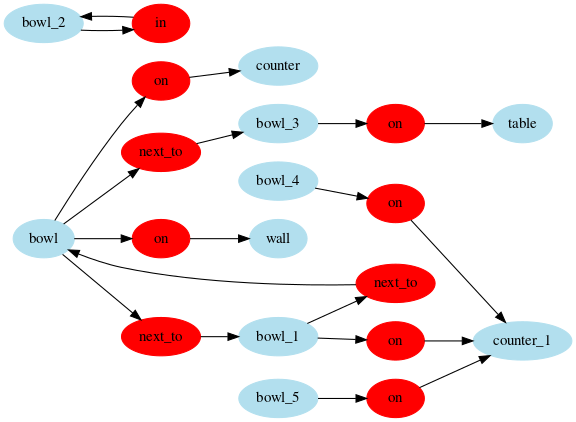 bowl_2
in
on
counter
bowl_3
on
table
next_to
bowl_4
on
bowl
on
wall
next_to
next_to
bowl_1
on
counter_1
bowl_5
on